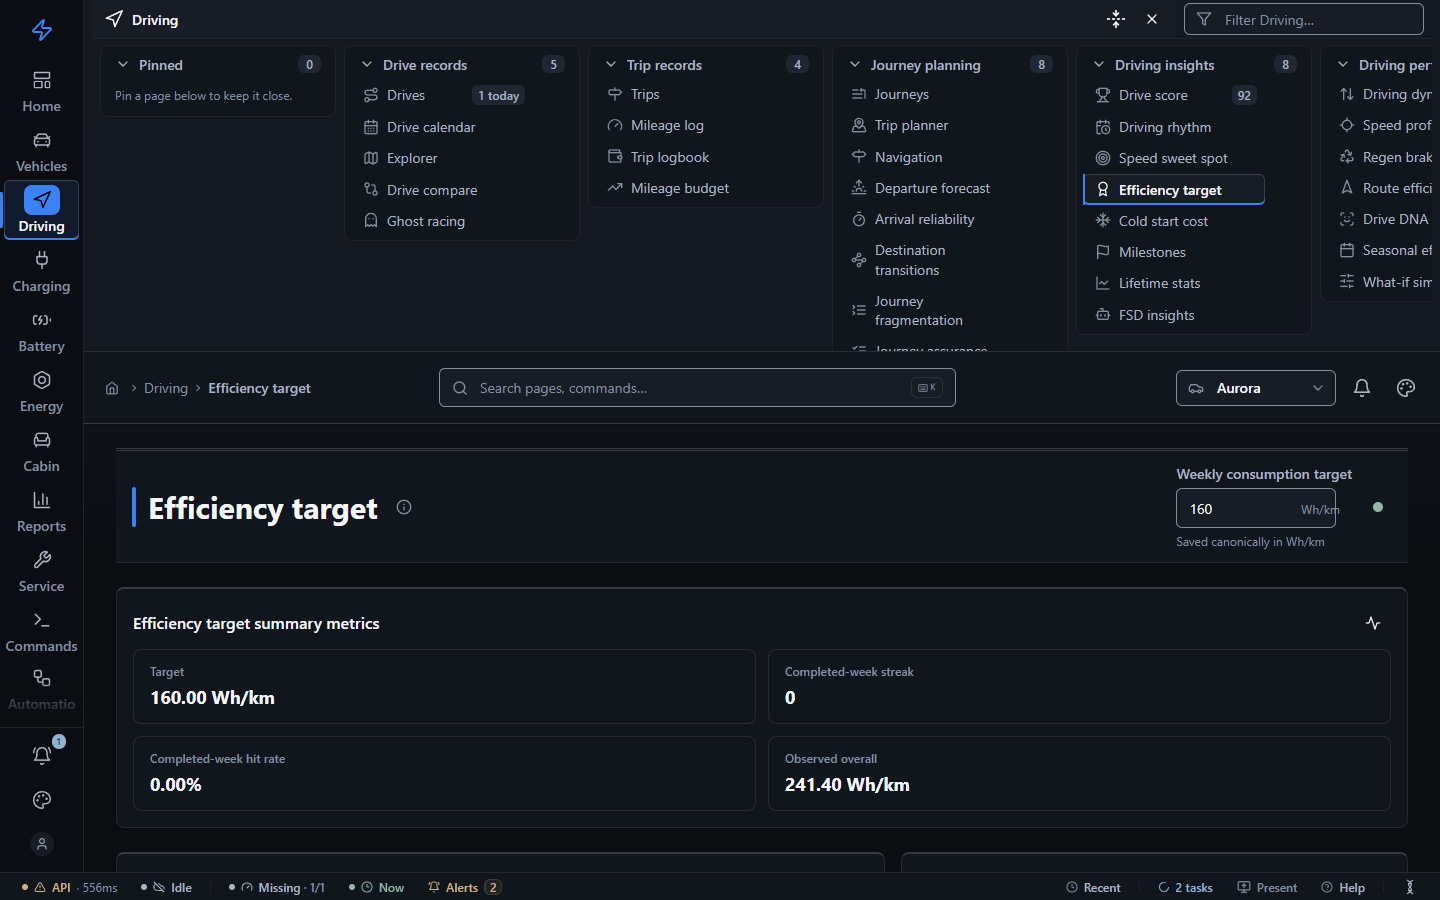 Driving
Filter Driving...
Home
Vehicles
Driving
Charging
Battery
Energy
Cabin
Reports
Service
Commands
Automatio
1
Pinned 0
Pin a page below to keep it close.
Drive records 5
Drives 1 today
Drive calendar
Explorer
Drive compare
Ghost racing
Trip records 4
Trips
Mileage log
Trip logbook
Mileage budget
Journey planning 8
Journeys
Trip planner
Navigation
Departure forecast
Arrival reliability
Destination
transitions
Journey
fragmentation
Journey assurance
Driving insights 8
Drive score 92
Driving rhythm
Speed sweet spot
Efficiency target
Cold start cost
Milestones
Lifetime stats
FSD insights
Driving per
Driving dyn
Speed prof
Regen brak
Route effici
Drive DNA
Seasonal ef
What-if sim
Driving > Efficiency target
Search pages, commands...
K
Aurora
Efficiency target
Weekly consumption target
160 Wh/km
Saved canonically in Wh/km
Efficiency target summary metrics
Target
160.00 Wh/km
Completed-week streak
0
Completed-week hit rate
0.00%
Observed overall
241.40 Wh/km
API · 556ms
Idle
Missing · 1/1
Now
Alerts 2
Recent
2 tasks
Present
Help